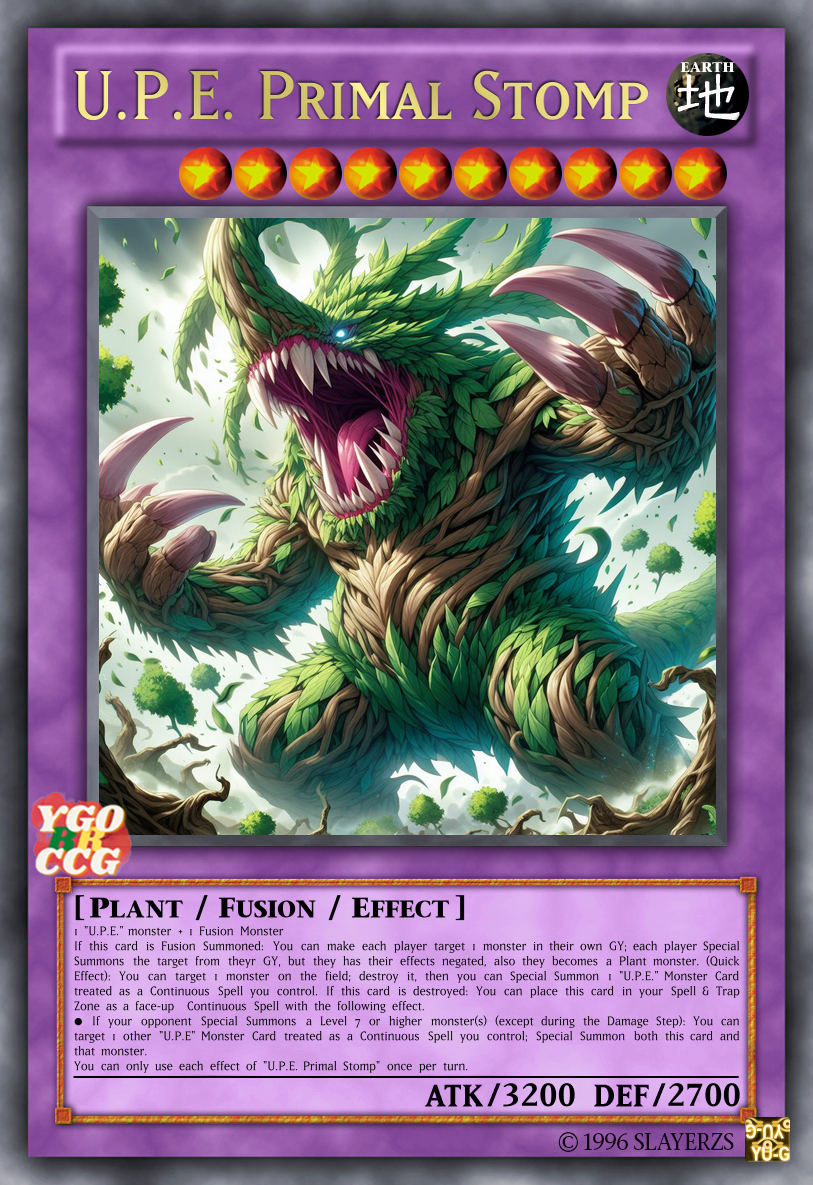 U.P.E. Primal Stomp
EARTH
地
YGO
RR
CCG
[ Plant / Fusion / Effect ]
1 "U.P.E." monster + 1 Fusion Monster
If this card is Fusion Summoned: You can make each player target 1 monster in their own GY; each player Special
Summons the target from theyr GY, but they has their effects negated, also they becomes a Plant monster. (Quick
Effect): You can target 1 monster on the field; destroy it, then you can Special Summon 1 "U.P.E." Monster Card
treated as a Continuous Spell you control. If this card is destroyed: You can place this card in your Spell & Trap
Zone as a face-up Continuous Spell with the following effect.
● If your opponent Special Summons a Level 7 or higher monster(s) (except during the Damage Step): You can
target 1 other "U.P.E" Monster Card treated as a Continuous Spell you control; Special Summon both this card and
that monster.
You can only use each effect of "U.P.E. Primal Stomp" once per turn.
ATK/3200 DEF/2700
© 1996 SLAYERZS